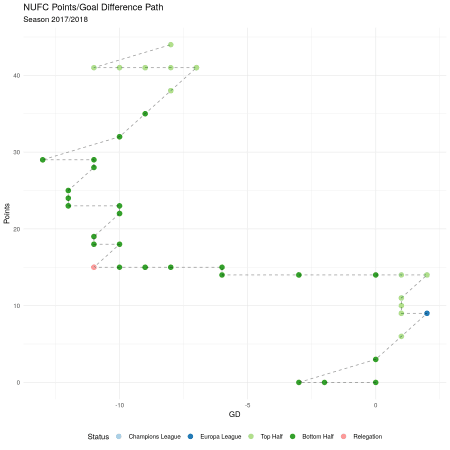 NUFC Points/Goal Difference Path
Season 2017/2018
40
30
20
10
0
Points
-10 -5 0
GD
Status Champions League Europa League Top Half Bottom Half Relegation